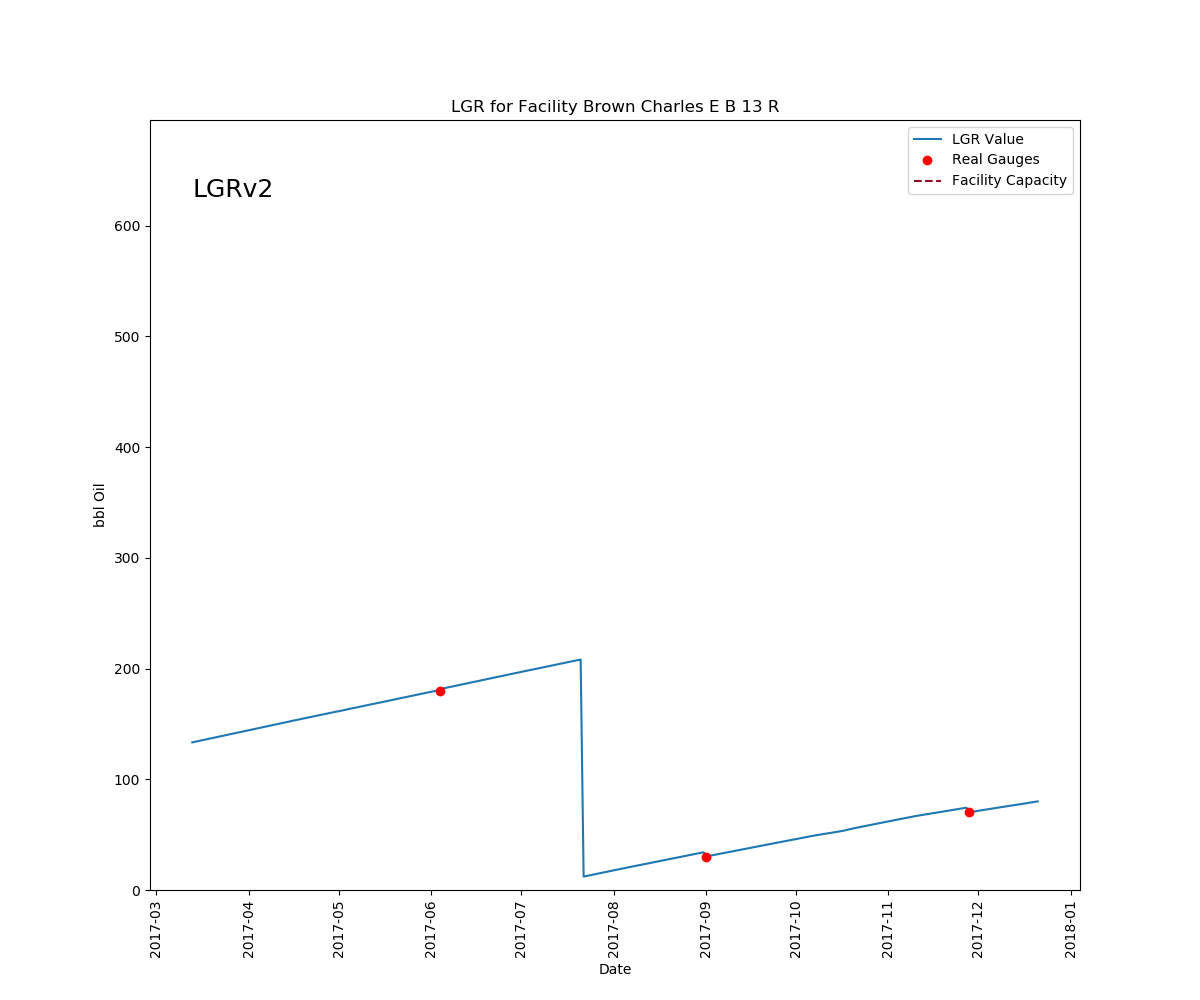 LGR for Facility Brown Charles E B 13 R
LGRv2
LGR Value
Real Gauges
Facility Capacity
bbl Oil
600
500
400
300
200
100
0
2017-03
2017-04
2017-05
2017-06
2017-07
2017-08
2017-09
2017-10
2017-11
2017-12
2018-01
Date